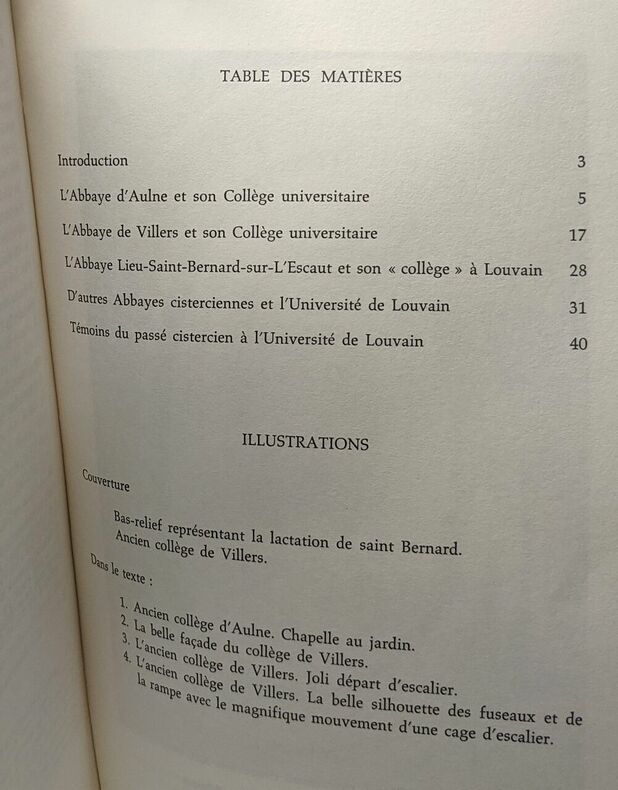 TABLE DES MATIÈRES
Introduction 3
L'Abbaye d'Aulne et son Collège universitaire 5
L'Abbaye de Villers et son Collège universitaire 17
L'Abbaye Lieu-Saint-Bernard-sur-L'Escaut et son « collège » à Louvain 28
D'autres Abbayes cisterciennes et l'Université de Louvain 31
Témoins du passé cistercien à l'Université de Louvain 40
ILLUSTRATIONS
Couverture
Bas-relief représentant la lactation de saint Bernard.
Ancien collège de Villers.
Dans le texte :
1. Ancien collège d'Aulne. Chapelle au jardin.
2. La belle façade du collège de Villers.
3. L'ancien collège de Villers. Joli départ d'escalier.
4. L'ancien collège de Villers. La belle silhouette des fuseaux et de
la rampe avec le magnifique mouvement d'une cage d'escalier.